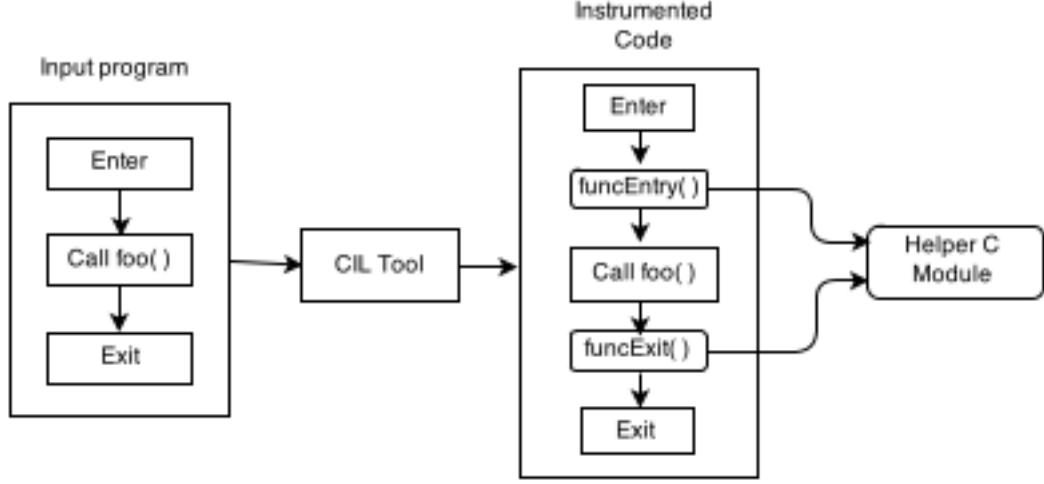 Input program
Enter
Call foo( )
Exit
CIL Tool
Instrumented
Code
Enter
funcEntry( )
Call foo( )
funcExit( )
Exit
Helper C
Module